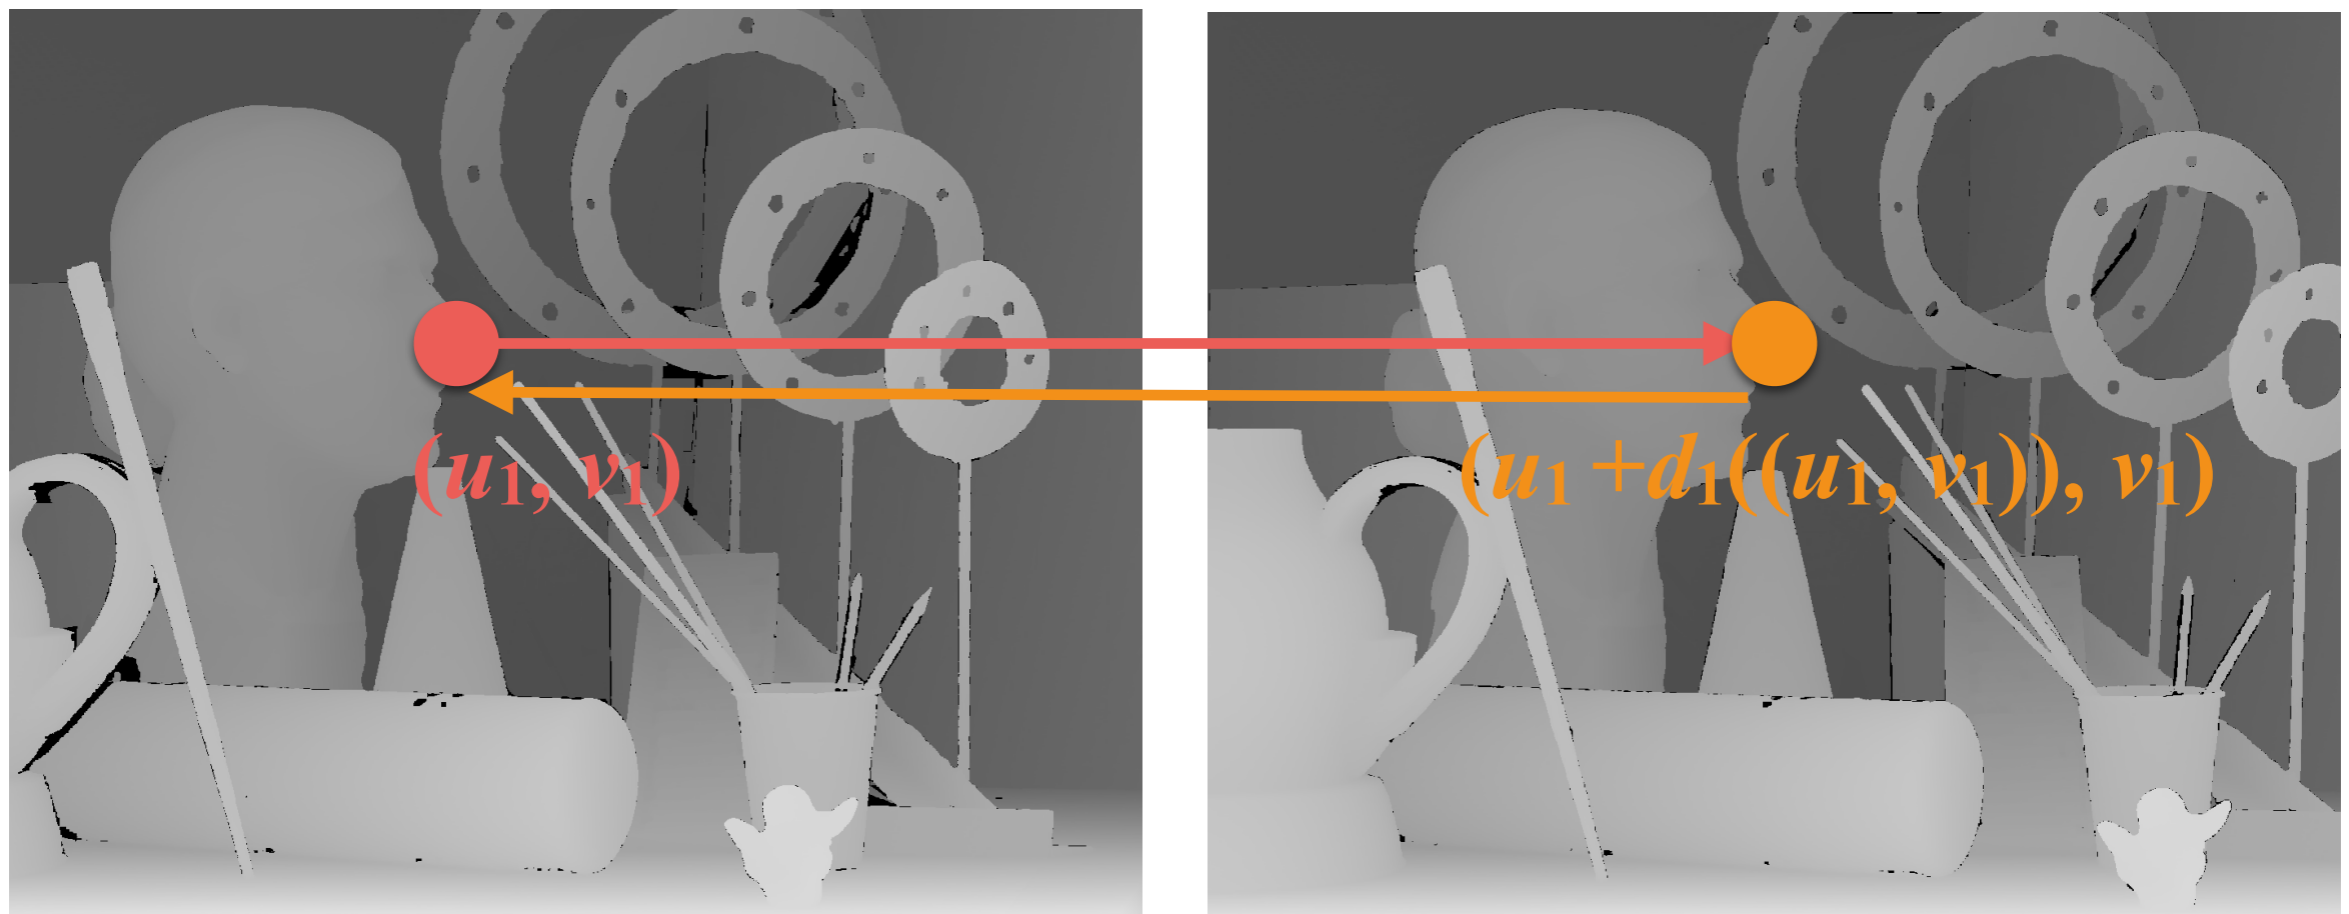 (u1, v1)
(u1 +d1((u1, v1)), v1)